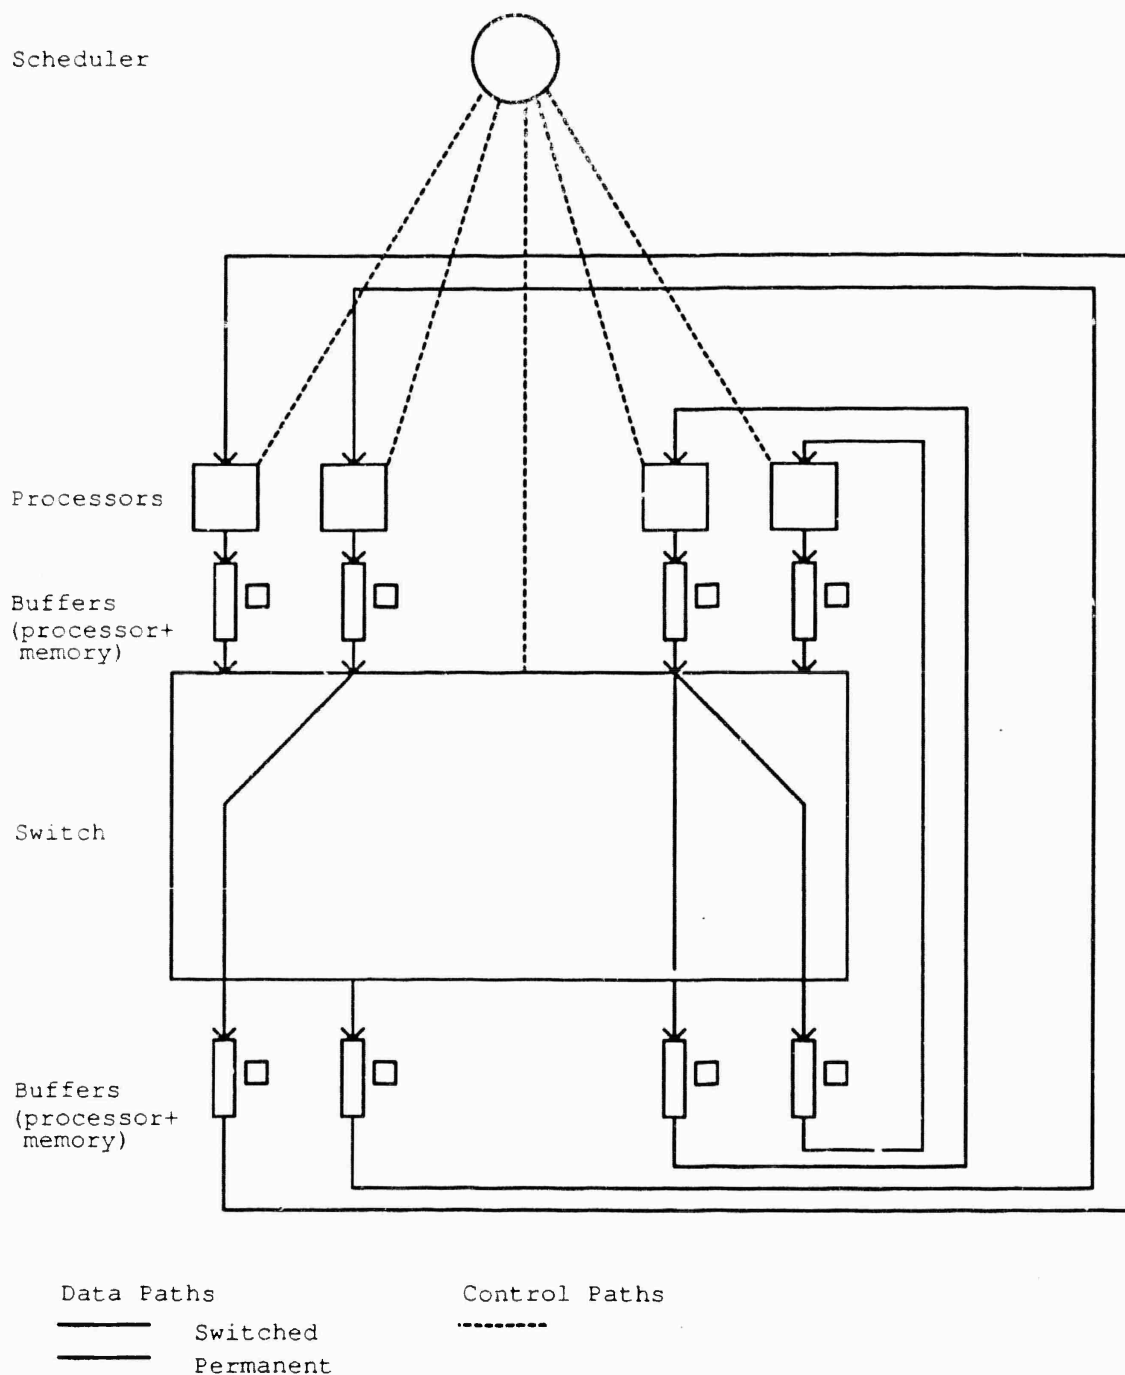 Scheduler
Processors
Buffers
(processor+
memory)
Switch
Buffers
(processor+
memory)
Data Paths
Control Paths
Switched
Permanent